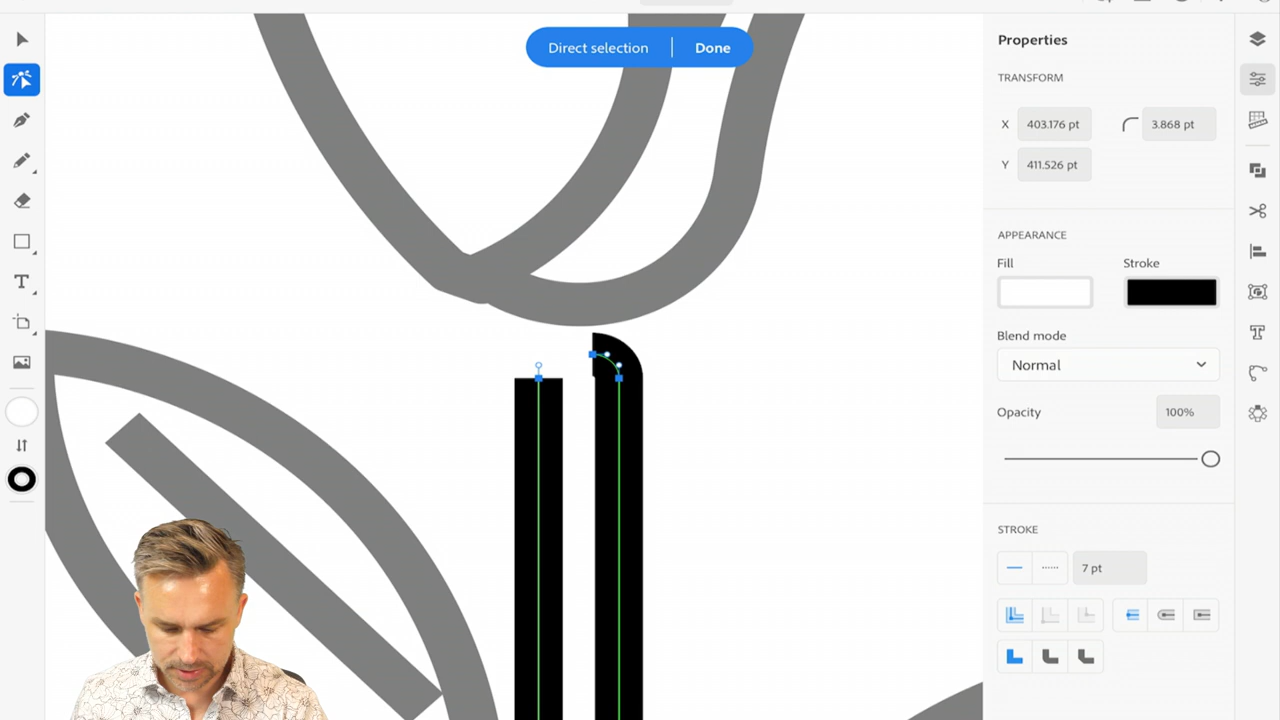 Direct selection
Done
Properties
TRANSFORM
X 403.176 pt
3.868 pt
Y 411.526 pt
APPEARANCE
Fill
Stroke
Blend mode
Normal
Opacity
100%
STROKE
7 pt